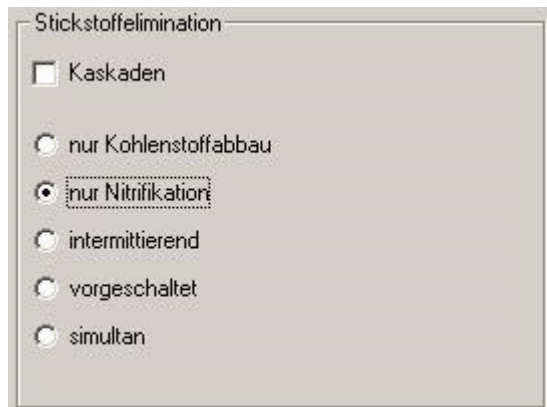 Stickstoffelimination
Kaskaden
nur Kohlenstoffabbau
nur Nitrifikation
intermittierend
vorgeschaltet
simultan